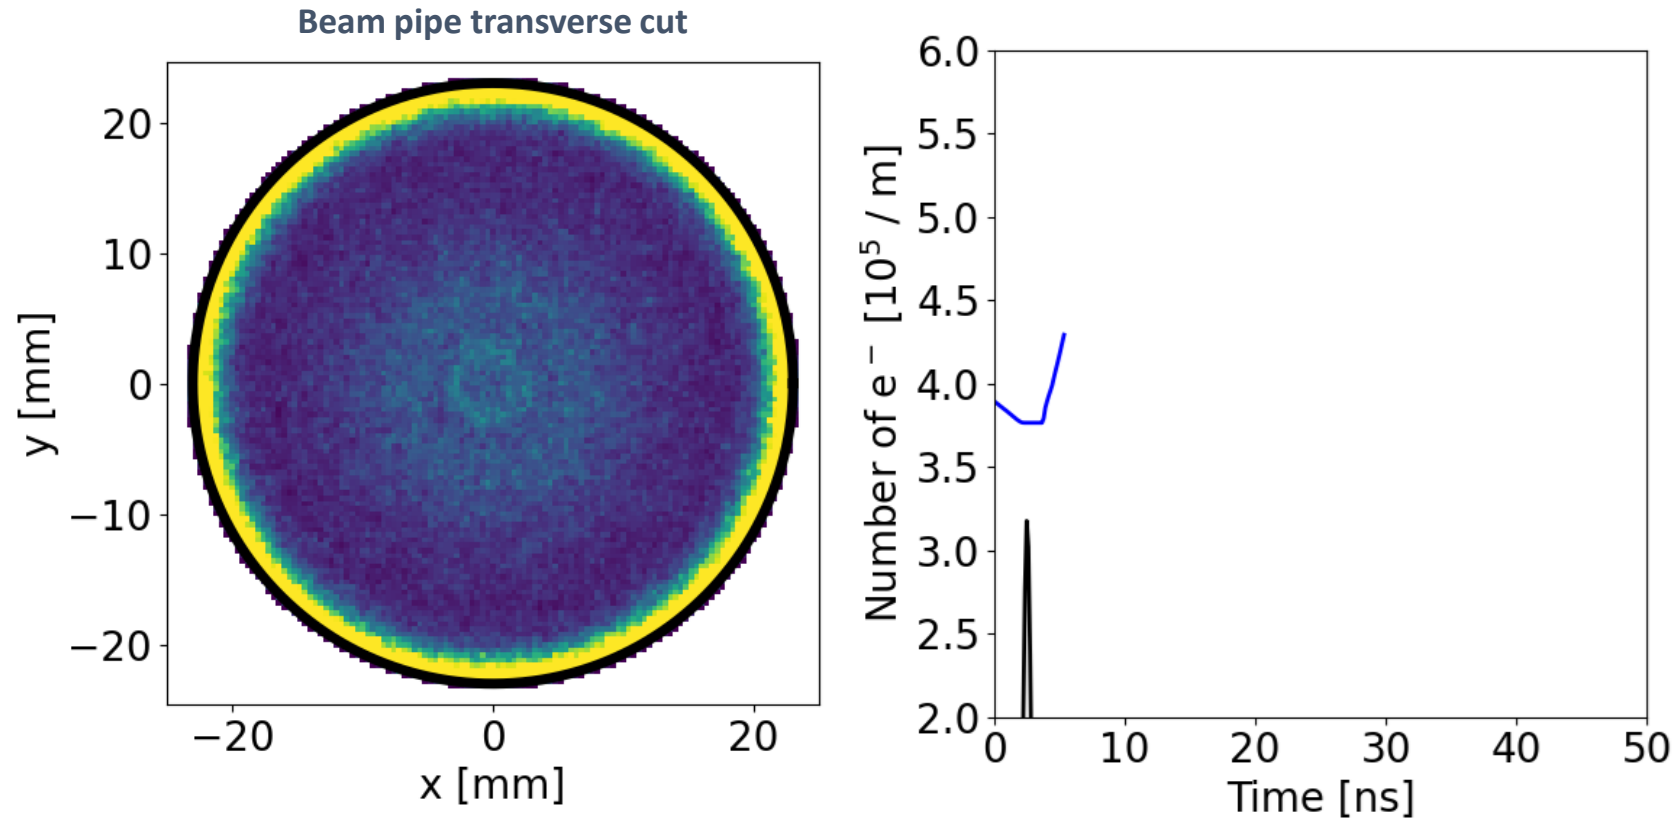 Beam pipe transverse cut
20
10
0
−10
−20
y [mm]
−20 0 20
x [mm]
6.0
5.5
5.0
4.5
4.0
3.5
3.0
2.5
2.0
Number of e⁻ [10⁵ / m]
0 10 20 30 40 50
Time [ns]